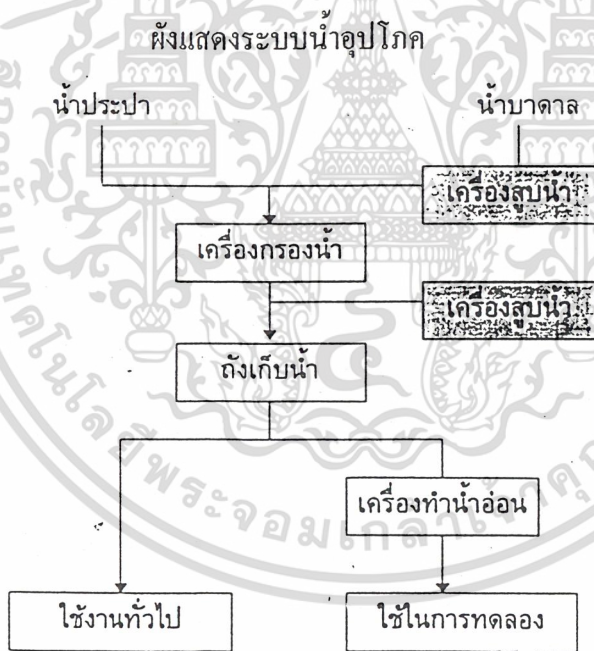 ผังแสดงระบบน้ำอุปโภค
น้ำประปา
น้ำบาดาล
เครื่องสูบน้ำ
เครื่องกรองน้ำ
เครื่องสูบน้ำ
ถังเก็บน้ำ
เครื่องทำน้ำอ่อน
ใช้งานทั่วไป
ใช้ในการทดลอง